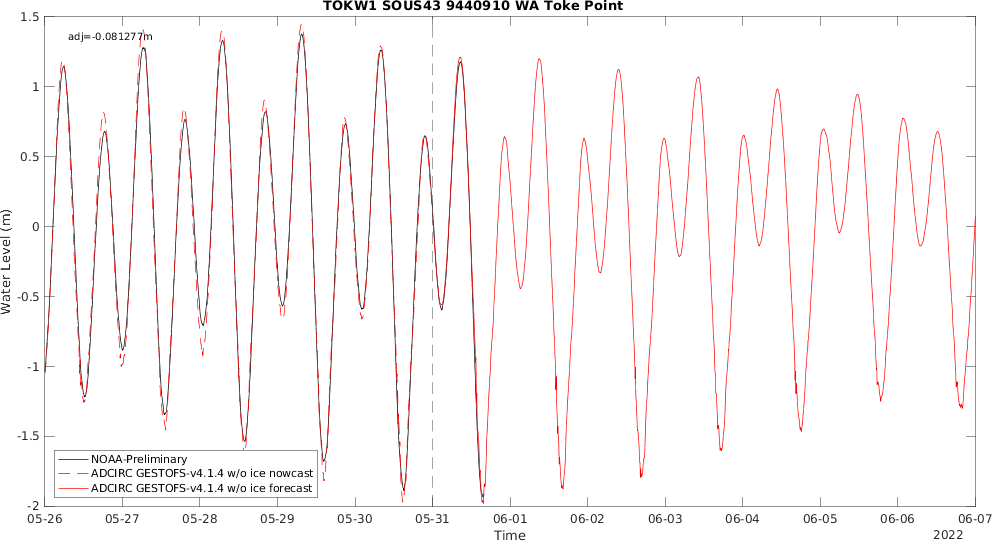 TOKW1 SOUS43 9440910 WA Toke Point
adj=-0.081277m
1.5
1
0.5
0
-0.5
-1
-1.5
-2
Water Level (m)
NOAA-Preliminary
ADCIRC GESTOFS-v4.1.4 w/o ice nowcast
ADCIRC GESTOFS-v4.1.4 w/o ice forecast
05-26 05-27 05-28 05-29 05-30 05-31 06-01 06-02 06-03 06-04 06-05 06-06 06-07
Time
2022